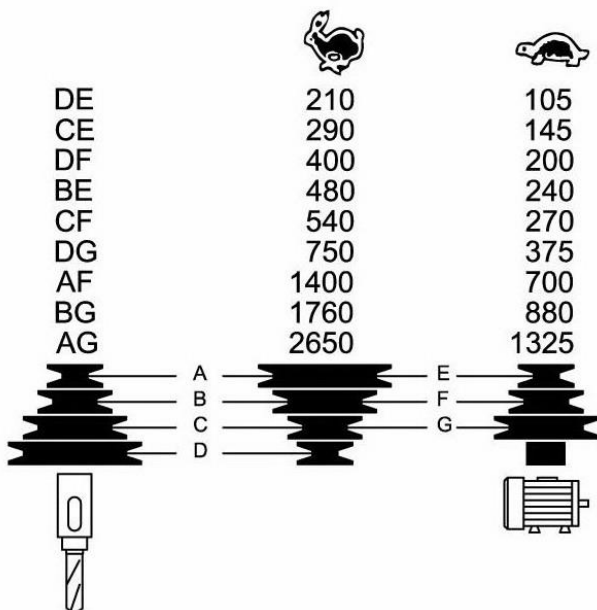 DE 210 105
CE 290 145
DF 400 200
BE 480 240
CF 540 270
DG 750 375
AF 1400 700
BG 1760 880
AG 2650 1325
A E
B F
C G
D